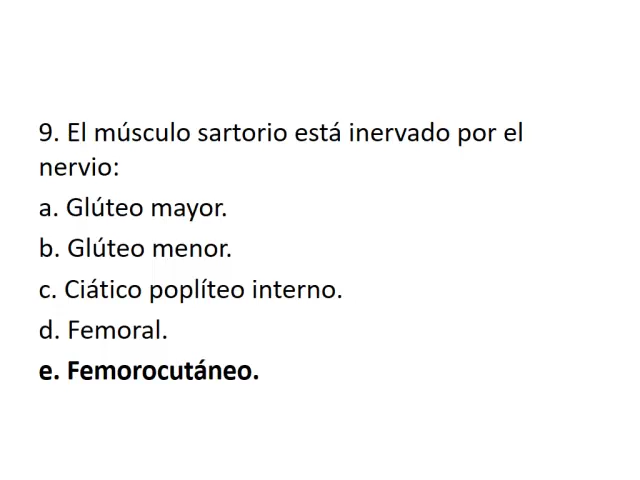 9. El músculo sartorio está inervado por el
nervio:
a. Glúteo mayor.
b. Glúteo menor.
c. Ciático poplíteo interno.
d. Femoral.
e. Femorocutáneo.